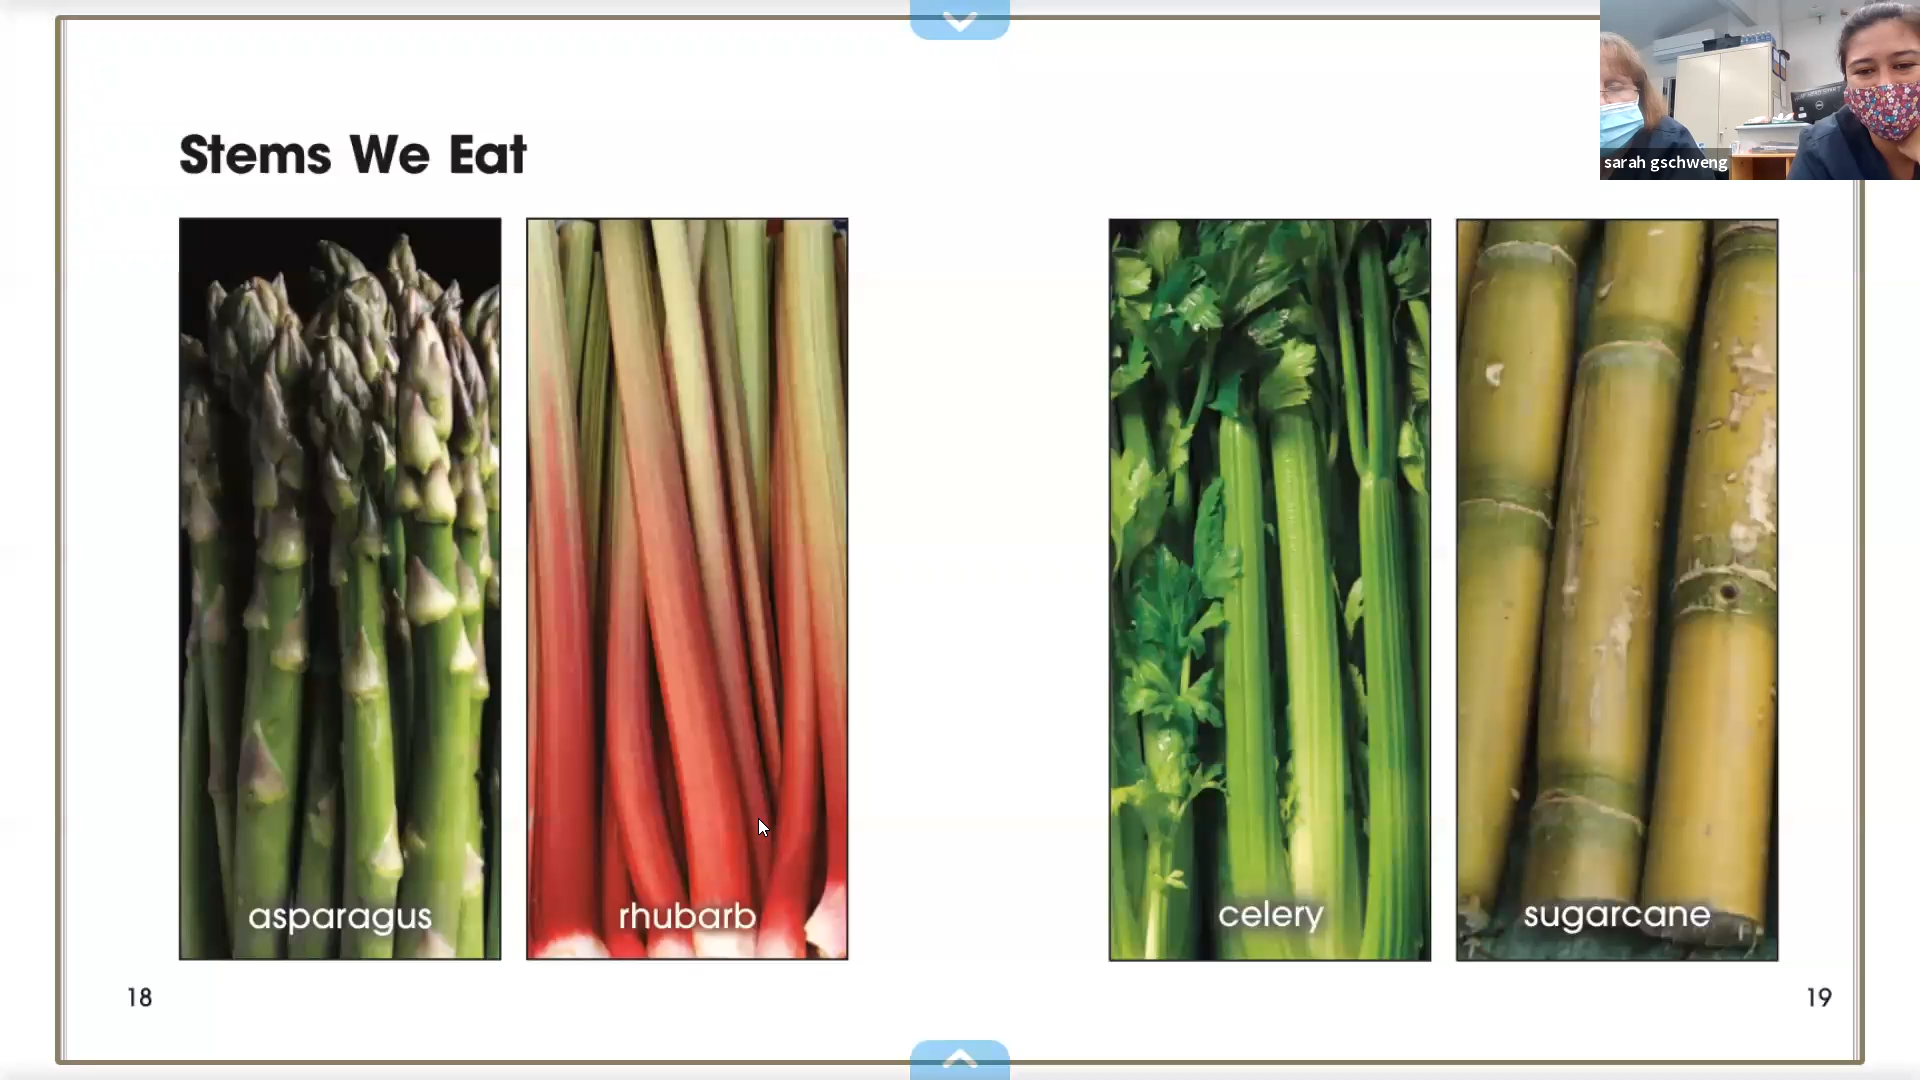 Stems We Eat
sarah gschweng
asparagus
rhubarb
celery
sugarcane
18
19